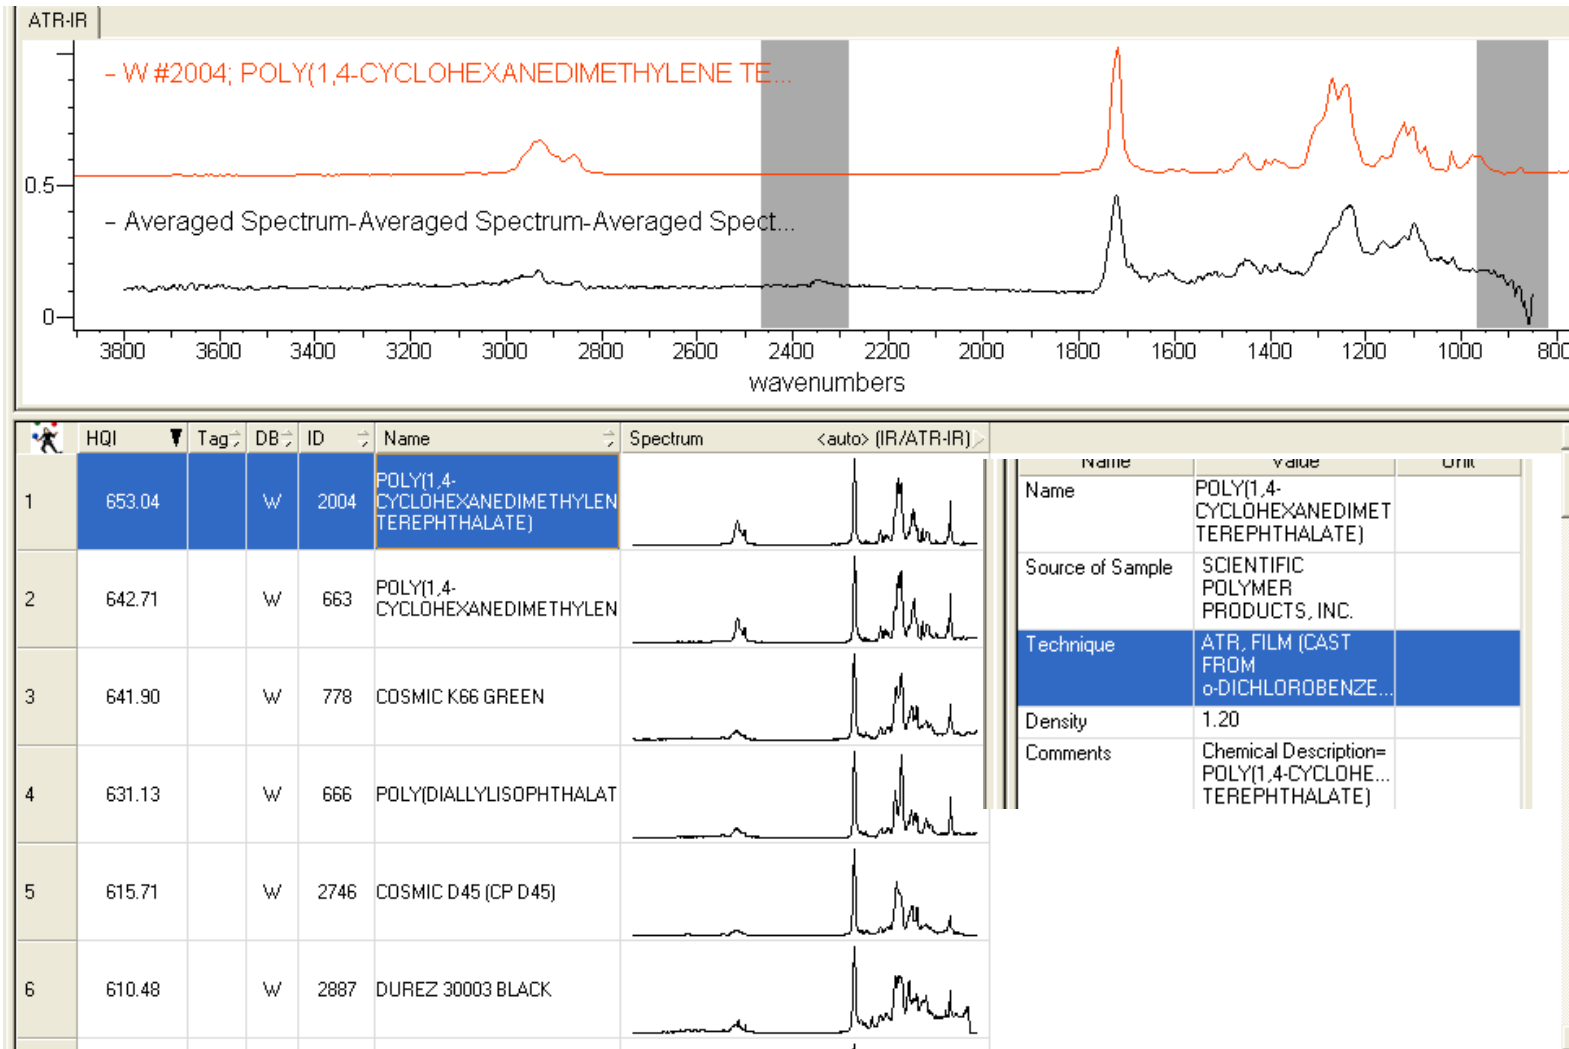 ATR-IR
– W #2004; POLY(1,4-CYCLOHEXANEDIMETHYLENE TE...
0.5
– Averaged Spectrum-Averaged Spectrum-Averaged Spect...
0
3800 3600 3400 3200 3000 2800 2600 2400 2200 2000 1800 1600 1400 1200 1000 800
wavenumbers
HQI Tag DB ID Name Spectrum <auto> (IR/ATR-IR)
1 653.04 W 2004 POLY(1,4-
CYCLOHEXANEDIMETHYLEN
TEREPHTHALATE)
2 642.71 W 663 POLY(1,4-
CYCLOHEXANEDIMETHYLEN
3 641.90 W 778 COSMIC K66 GREEN
4 631.13 W 666 POLY(DIALLYLISOPHTHALAT
5 615.71 W 2746 COSMIC D45 (CP D45)
6 610.48 W 2887 DUREZ 30003 BLACK
Name Value Unit
Name POLY(1,4-
CYCLOHEXANEDIMET
TEREPHTHALATE)
Source of Sample SCIENTIFIC
POLYMER
PRODUCTS, INC.
Technique ATR, FILM (CAST
FROM
o-DICHLOROBENZE...
Density 1.20
Comments Chemical Description=
POLY(1,4-CYCLOHE...
TEREPHTHALATE)